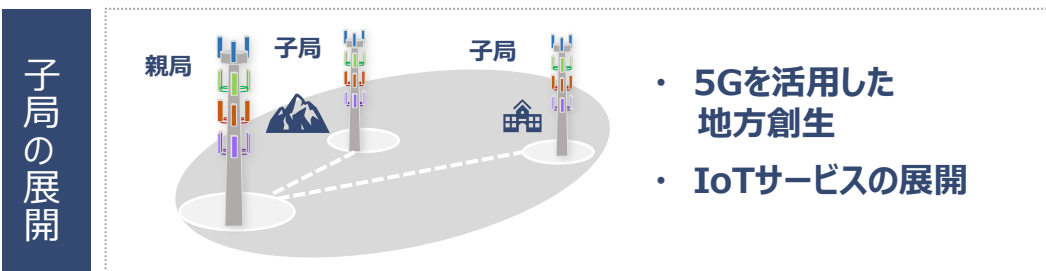 子局の展開
親局
子局
子局
・ 5Gを活用した
地方創生
・ IoTサービスの展開